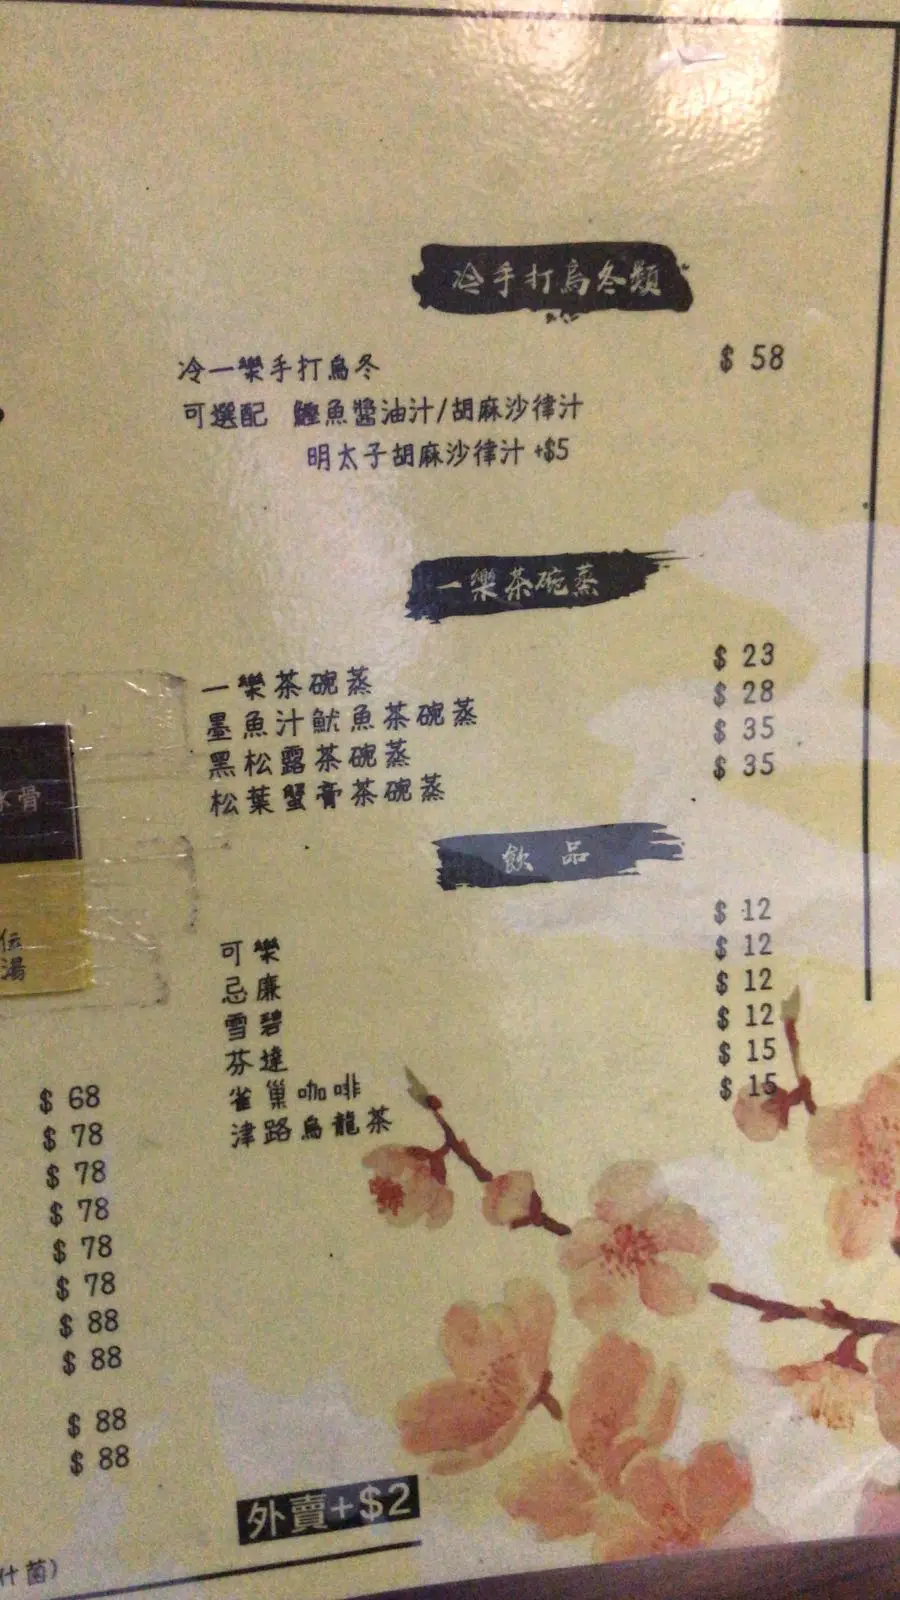 冷手打烏冬類
冷一樂手打烏冬 $ 58
可選配 鰹魚醬油汁/胡麻沙律汁
明太子胡麻沙律汁 +$5
一樂茶碗蒸
一樂茶碗蒸 $ 23
墨魚汁魷魚茶碗蒸 $ 28
黑松露茶碗蒸 $ 35
松葉蟹膏茶碗蒸 $ 35
飲品
可樂 $ 12
忌廉 $ 12
雪碧 $ 12
芬達 $ 12
雀巢咖啡 $ 15
津路烏龍茶 $ 15
骨
湯
$ 68
$ 78
$ 78
$ 78
$ 78
$ 78
$ 88
$ 88
$ 88
$ 88
外賣+$2
什菌)